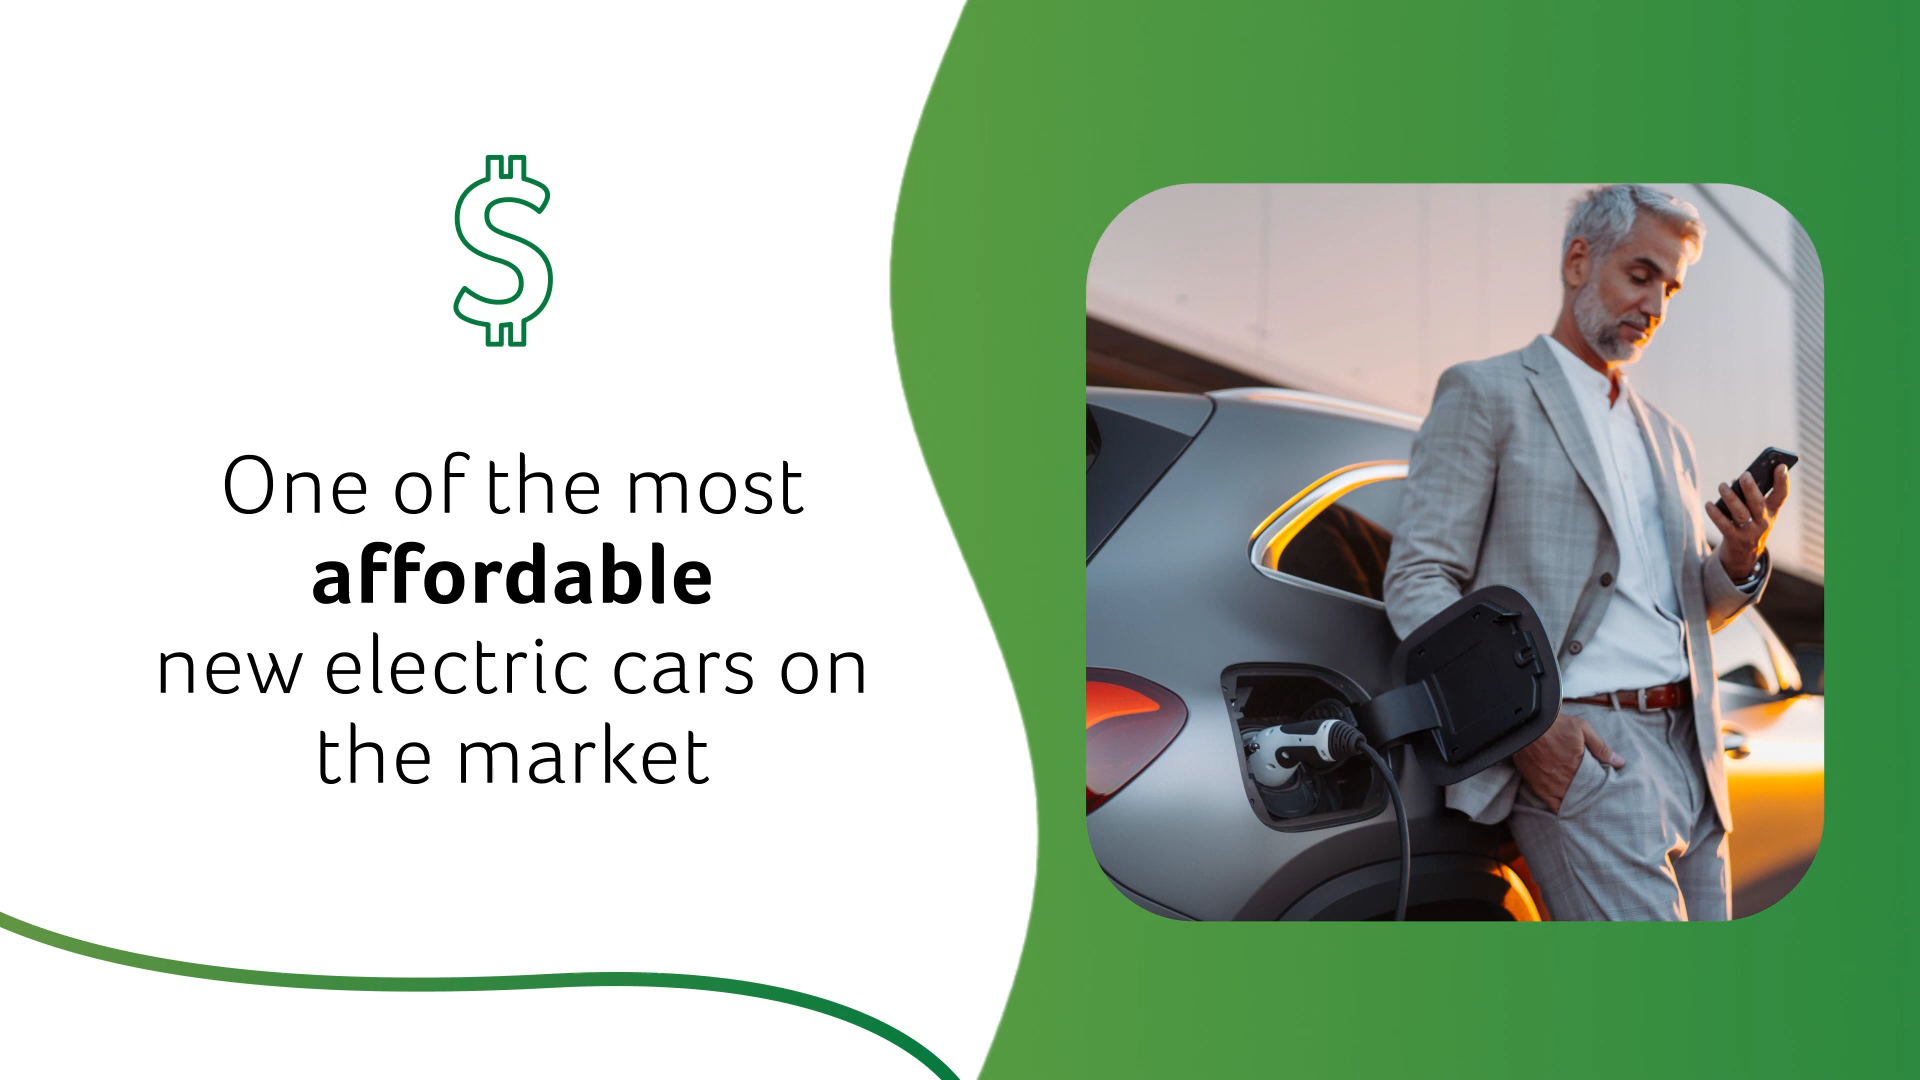 $
One of the most
affordable
new electric cars on
the market